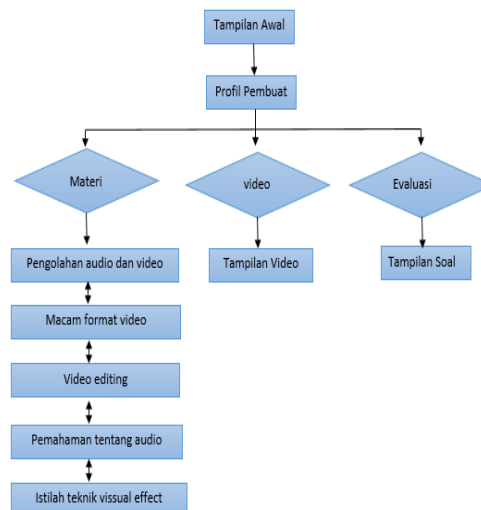 Tampilan Awal
Profil Pembuat
Materi
video
Evaluasi
Pengolahan audio dan video
Tampilan Video
Tampilan Soal
Macam format video
Video editing
Pemahaman tentang audio
Istilah teknik vissual effect